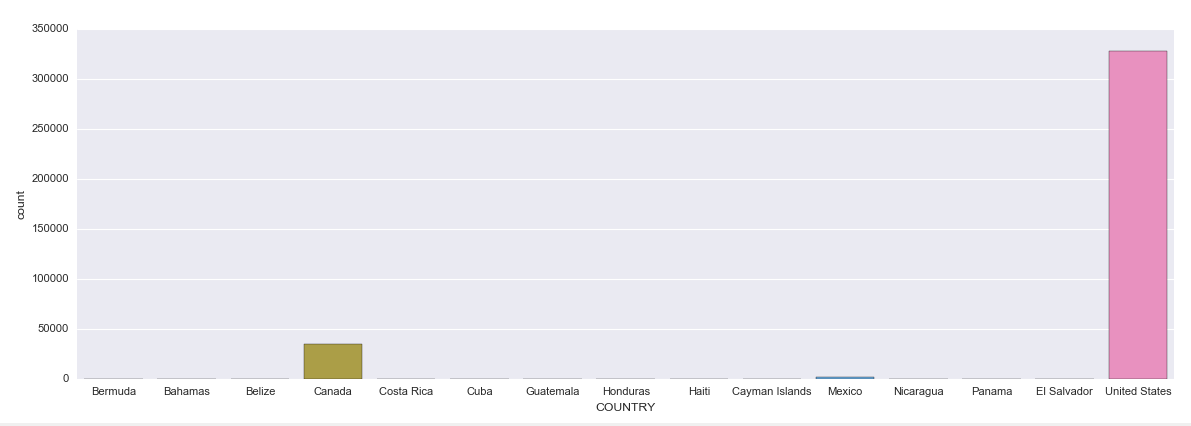 350000
300000
250000
200000
150000
100000
50000
0
count
Bermuda Bahamas Belize Canada Costa Rica Cuba Guatemala Honduras Haiti Cayman Islands Mexico Nicaragua Panama El Salvador United States
COUNTRY